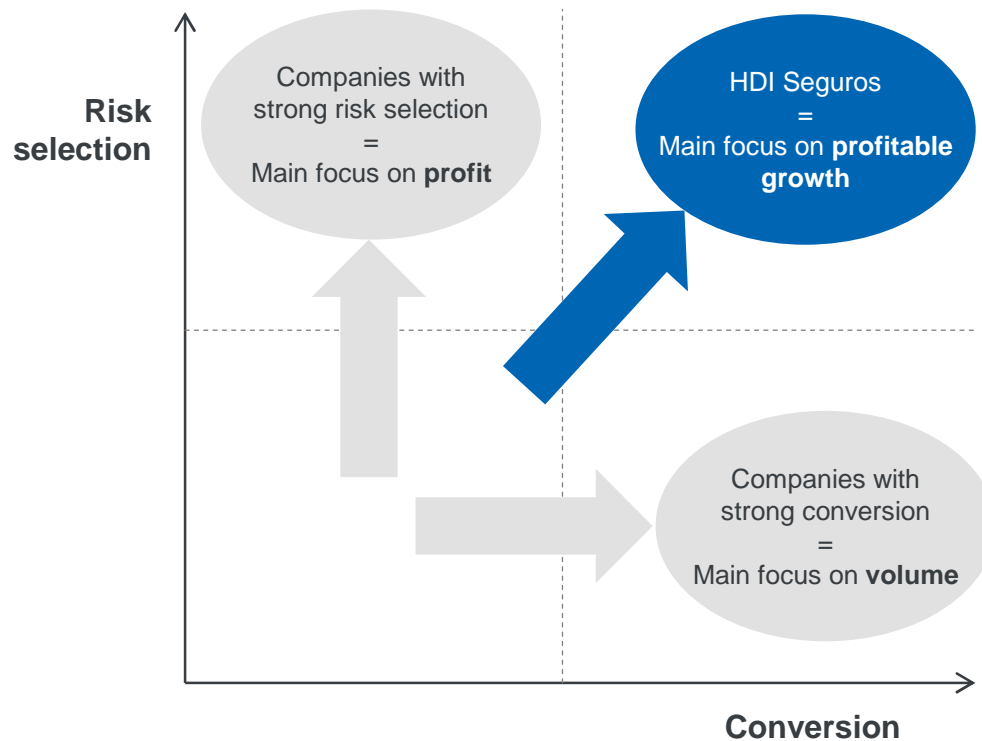 Risk
selection
Companies with
strong risk selection
=
Main focus on profit
HDI Seguros
=
Main focus on profitable
growth
Companies with
strong conversion
=
Main focus on volume
Conversion